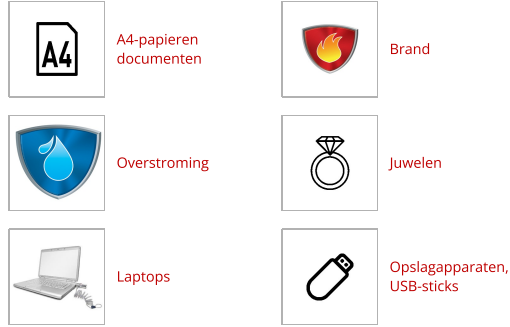 A4
A4-papieren
documenten
Brand
Overstroming
Juwelen
Laptops
Opslagapparaten,
USB-sticks